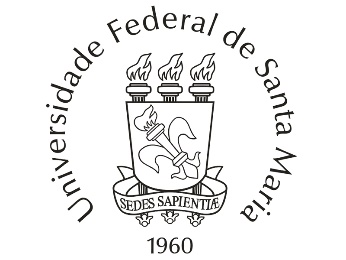 Universidade Federal de Santa Maria
SEDES SAPIENTIÆ
1960